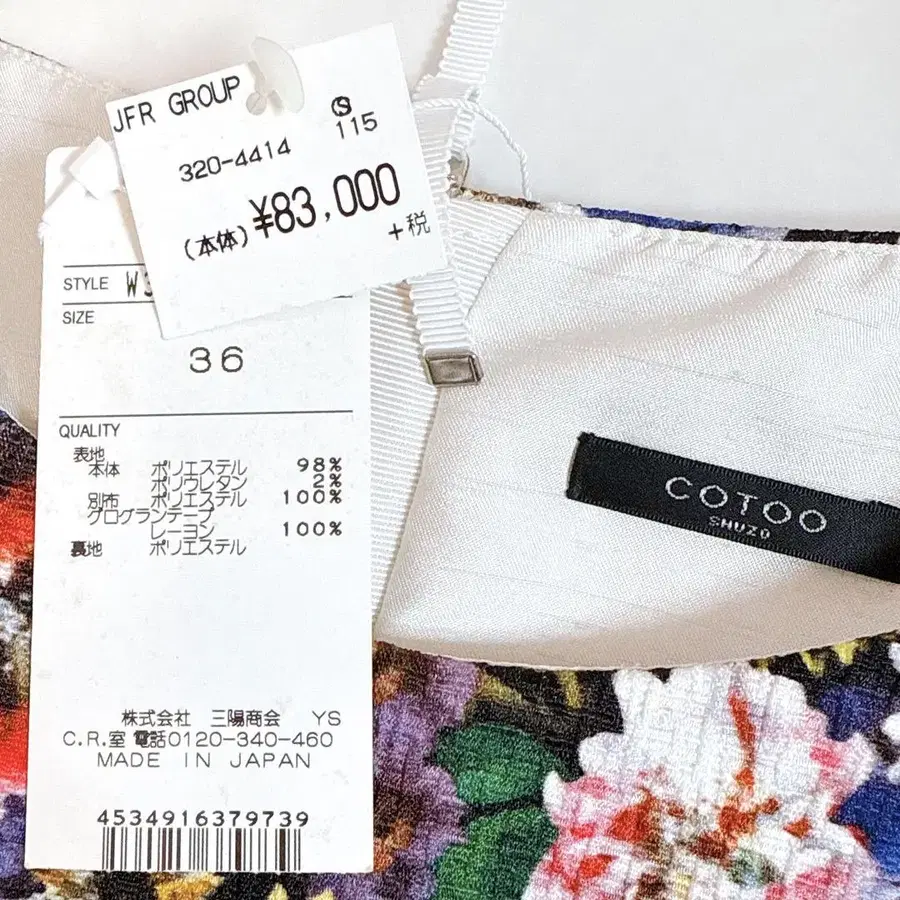 JFR GROUP
Ⓢ
320-4414 115
(本体) ¥83,000
+税
STYLE W
SIZE
36
QUALITY
表地
本体 ポリエステル 98%
ポリウレタン 2%
別布 ポリエステル 100%
グログランテープ
レーヨン 100%
裏地 ポリエステル
株式会社 三陽商会 YS
C.R.室 電話0120-340-460
MADE IN JAPAN
4534916379739
COTOO
SHUZO